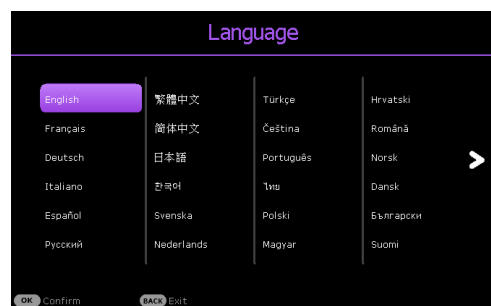 Language
English
Français
Deutsch
Italiano
Español
Русский
繁體中文
简体中文
日本語
한국어
Svenska
Nederlands
Türkçe
Čeština
Português
ไทย
Polski
Magyar
Hrvatski
Română
Norsk
Dansk
Български
Suomi
OK Confirm
BACK Exit